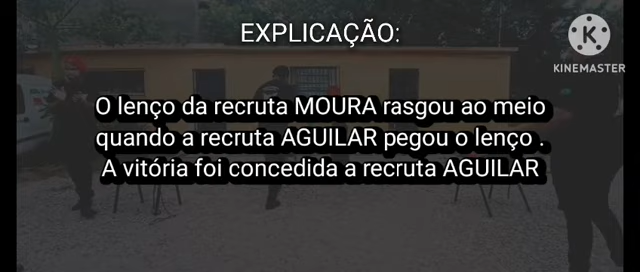 EXPLICAÇÃO:
KINEMASTER
O lenço da recruta MOURA rasgou ao meio
quando a recruta AGUILAR pegou o lenço .
A vitória foi concedida a recruta AGUILAR